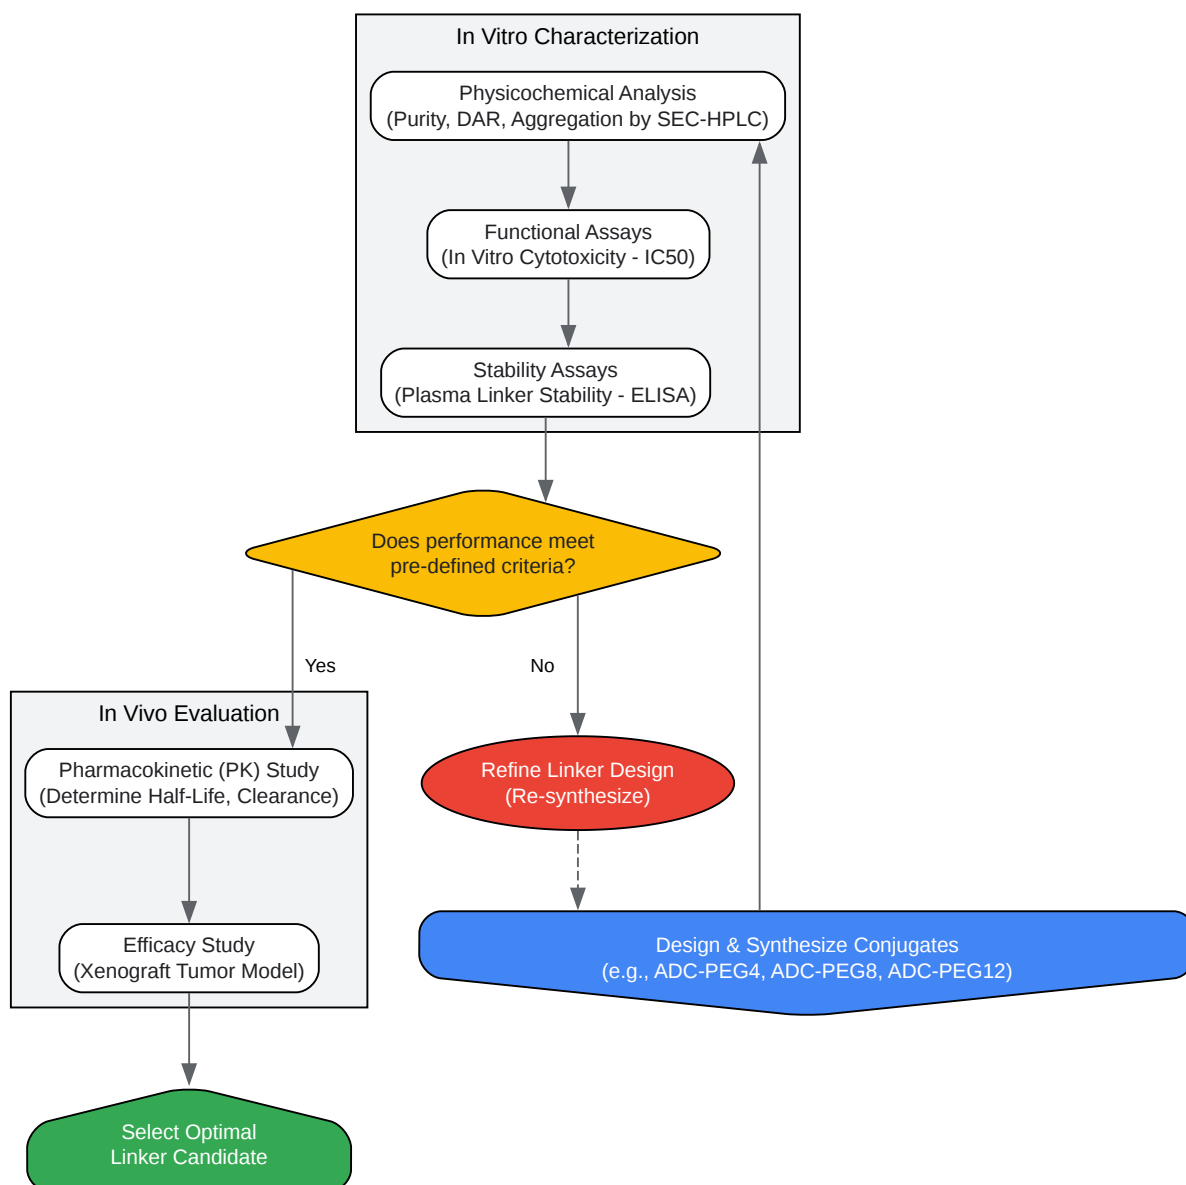 In Vitro Characterization
Physicochemical Analysis
(Purity, DAR, Aggregation by SEC-HPLC)
Functional Assays
(In Vitro Cytotoxicity - IC50)
Stability Assays
(Plasma Linker Stability - ELISA)
Does performance meet
pre-defined criteria?
Yes
No
In Vivo Evaluation
Pharmacokinetic (PK) Study
(Determine Half-Life, Clearance)
Refine Linker Design
(Re-synthesize)
Efficacy Study
(Xenograft Tumor Model)
Design & Synthesize Conjugates
(e.g., ADC-PEG4, ADC-PEG8, ADC-PEG12)
Select Optimal
Linker Candidate